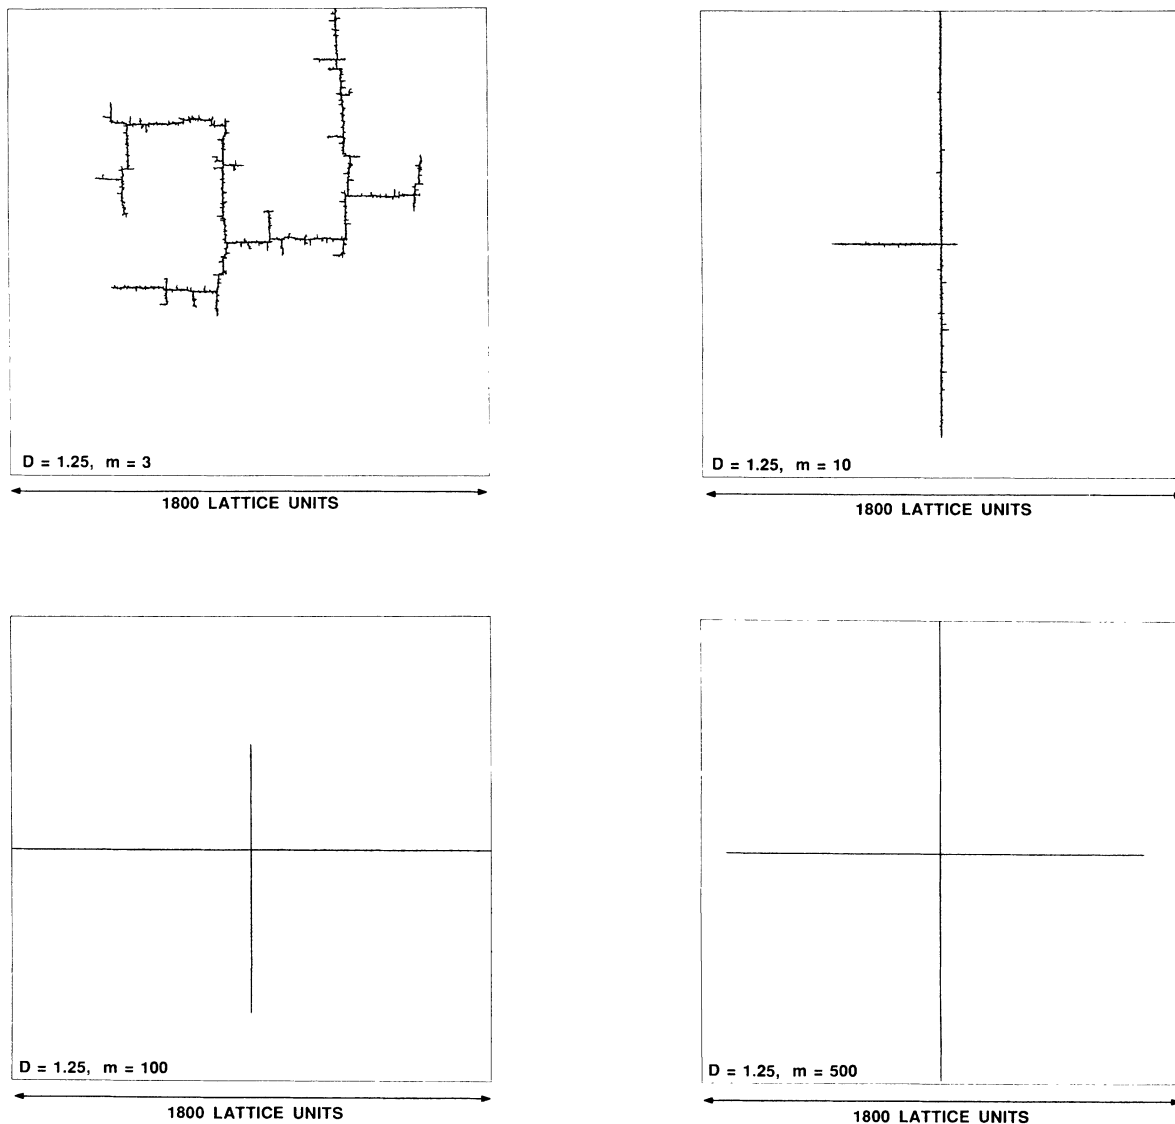 D = 1.25, m = 3
1800 LATTICE UNITS
D = 1.25, m = 10
1800 LATTICE UNITS
D = 1.25, m = 100
1800 LATTICE UNITS
D = 1.25, m = 500
1800 LATTICE UNITS